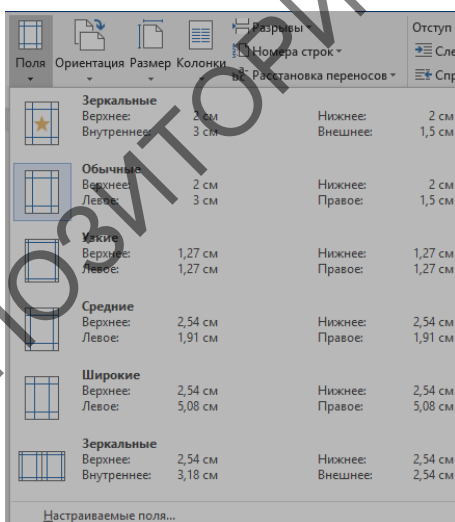 Разрывы
Отступ
Номера строк
Поля Ориентация Размер Колонки
Расстановка переносов
Зеркальные
Верхнее: 2 см Нижнее: 2 см
Внутреннее: 3 см Внешнее: 1,5 см
Обычные
Верхнее: 2 см Нижнее: 2 см
Левое: 3 см Правое: 1,5 см
Узкие
Верхнее: 1,27 см Нижнее: 1,27 см
Левое: 1,27 см Правое: 1,27 см
Средние
Верхнее: 2,54 см Нижнее: 2,54 см
Левое: 1,91 см Правое: 1,91 см
Широкие
Верхнее: 2,54 см Нижнее: 2,54 см
Левое: 5,08 см Правое: 5,08 см
Зеркальные
Верхнее: 2,54 см Нижнее: 2,54 см
Внутреннее: 3,18 см Внешнее: 2,54 см
Настраиваемые поля...